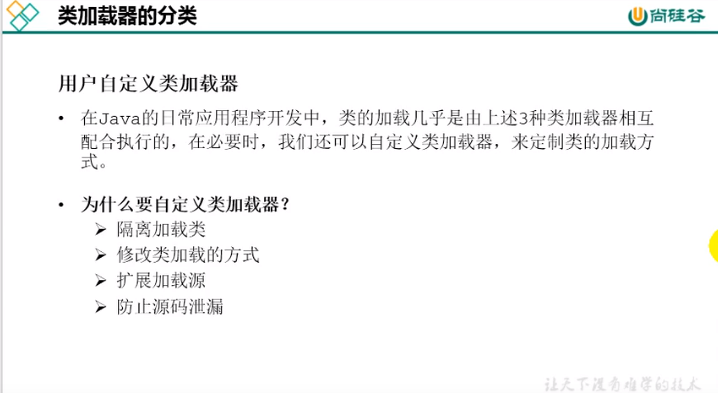 类加载器的分类
尚硅谷
用户自定义类加载器
• 在Java的日常应用程序开发中，类的加载几乎是由上述3种类加载器相互
配合执行的，在必要时，我们还可以自定义类加载器，来定制类的加载方
式。
• 为什么要自定义类加载器？
➢ 隔离加载类
➢ 修改类加载的方式
➢ 扩展加载源
➢ 防止源码泄漏
让天下没有难学的技术